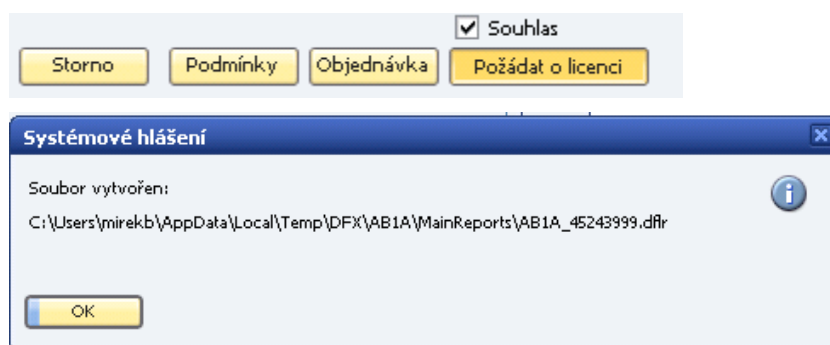 Souhlas
Storno Podmínky Objednávka Požádat o licenci
Systémové hlášení
Soubor vytvořen:
C:\Users\mirekb\AppData\Local\Temp\DFX\AB1A\MainReports\AB1A_45243999.dflr
OK